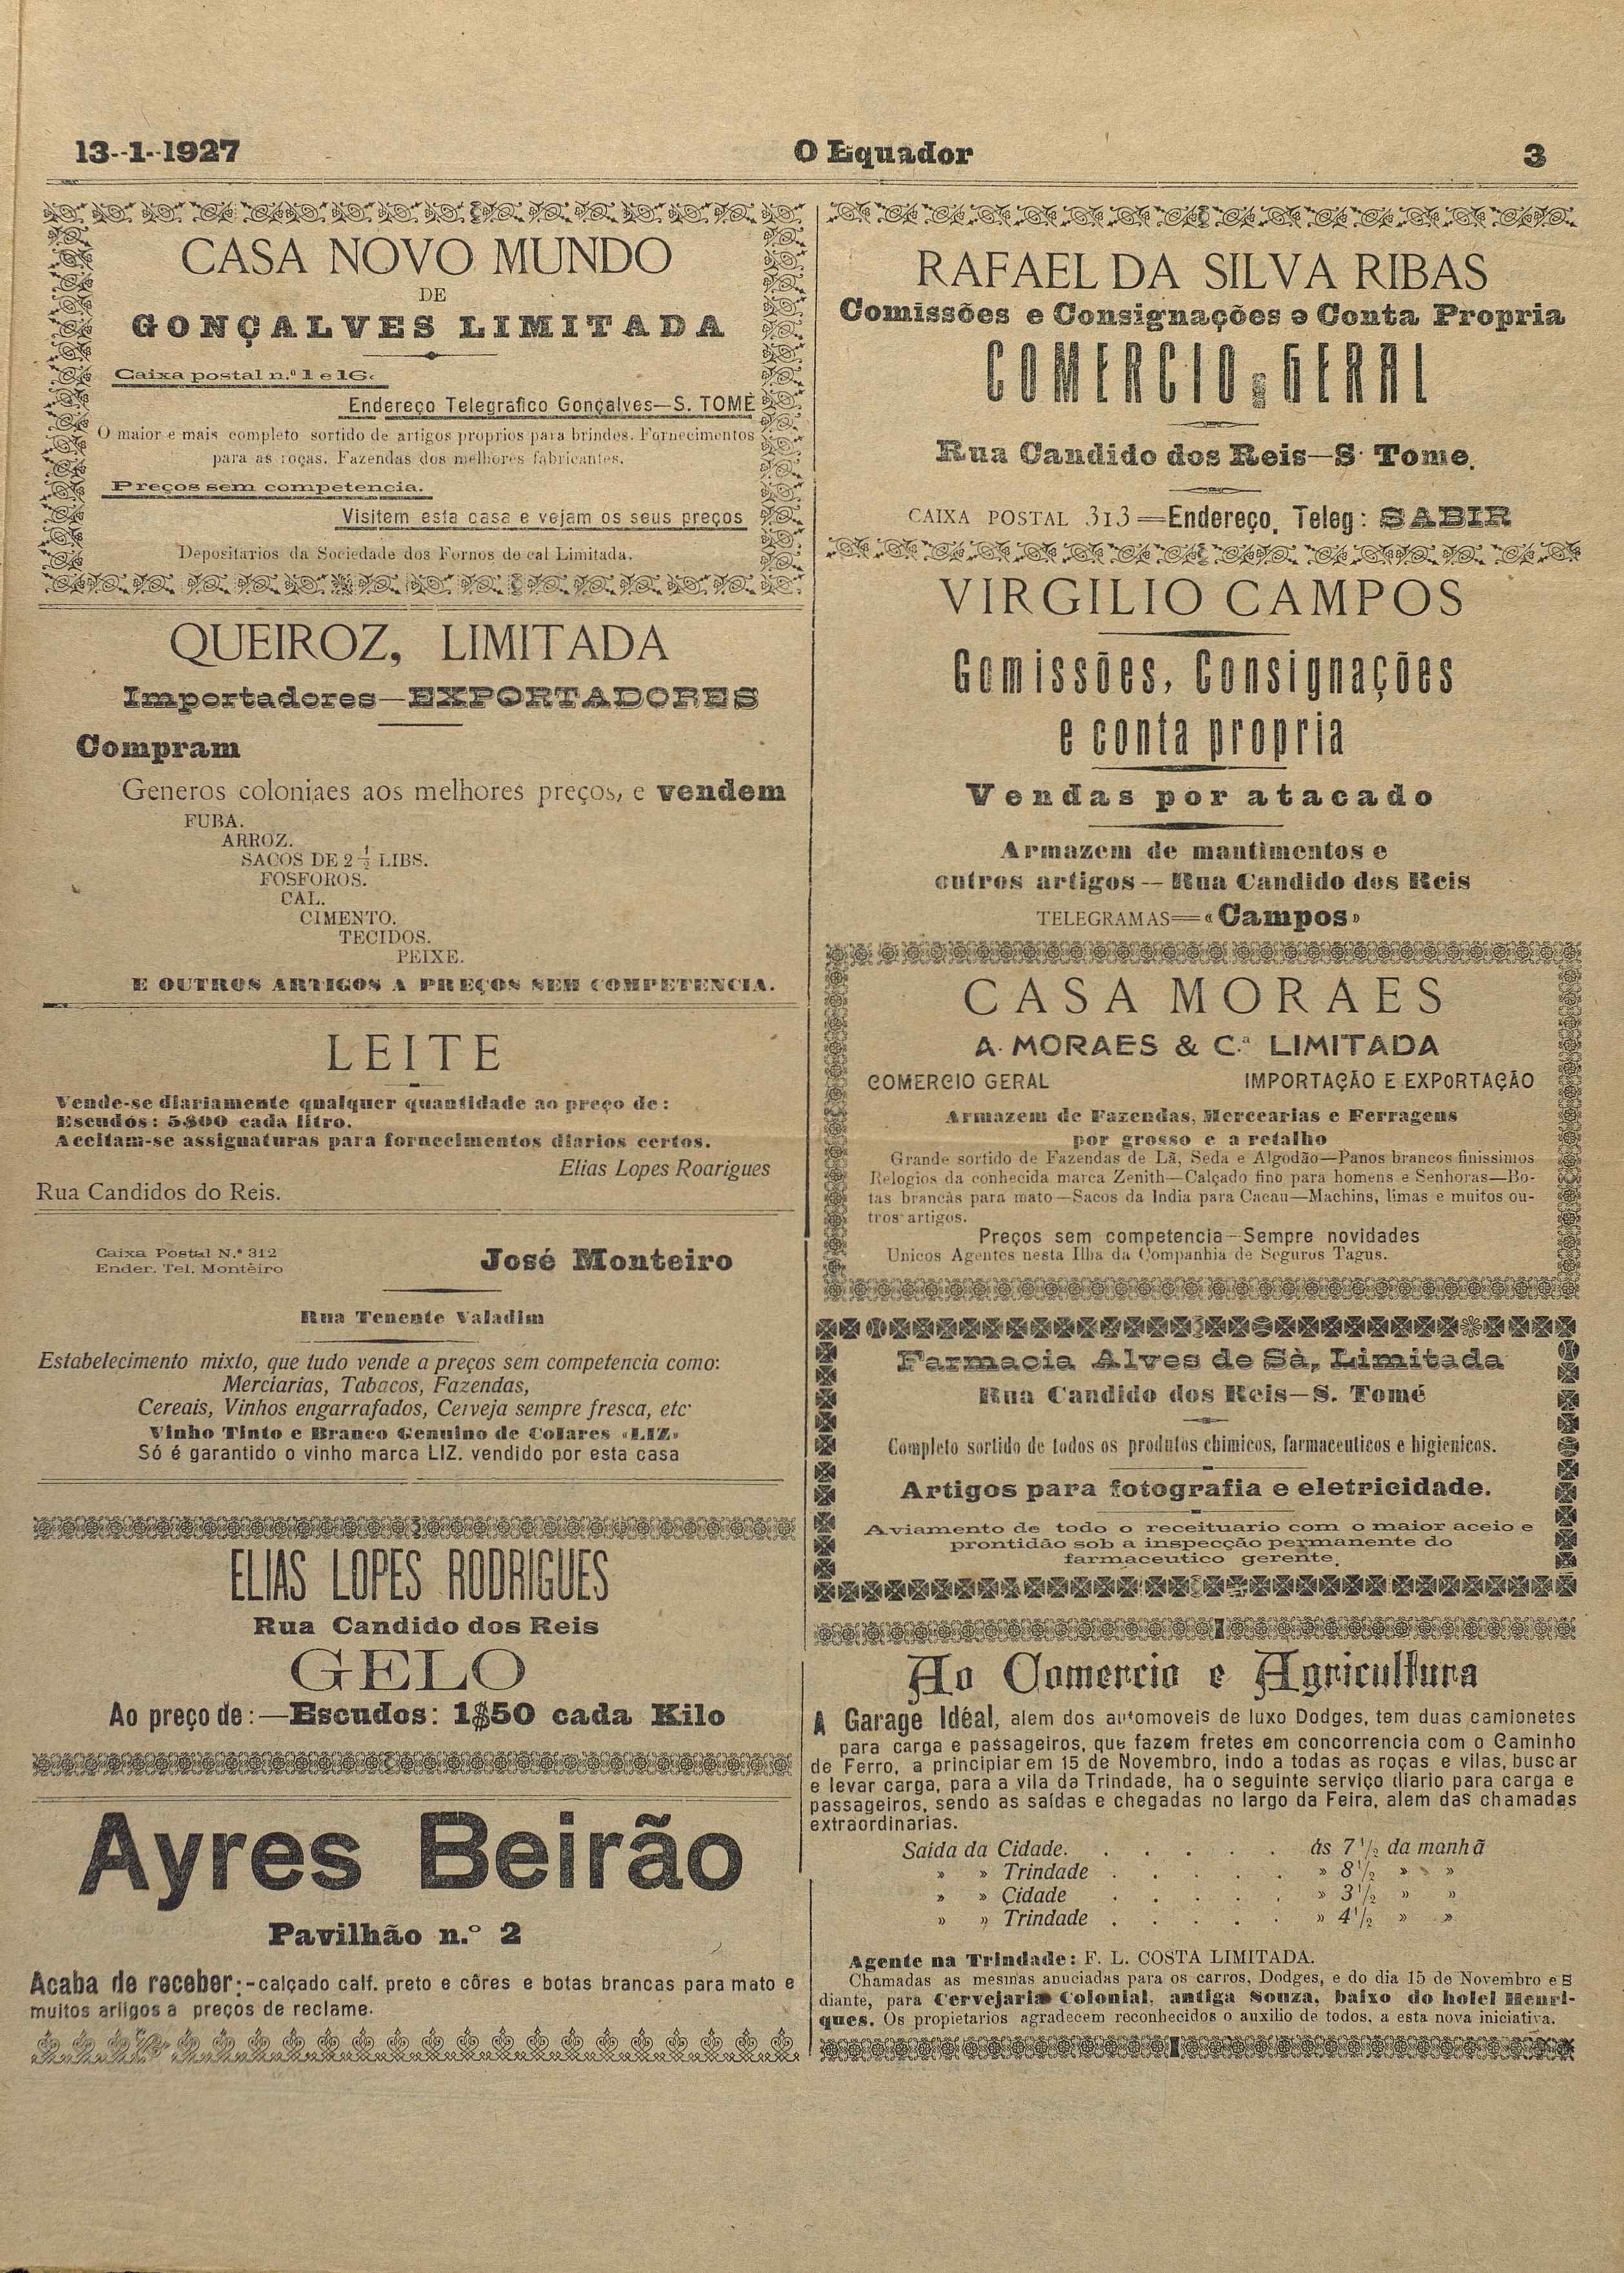 13--1--1927
O Equador
3
CASA NOVO MUNDO
DE
GONÇALVES LIMITADA
Caixa postal n.º 1 e 16
Endereço Telegrafico Gonçalves—S. TOMÉ
O maior e mais completo sortido de artigos proprios para brindes. Fornecimentos
para as roças. Fazendas dos melhores fabricantes.
Preços sem competencia.
Visitem esta casa e vejam os seus preços
Depositarios da Sociedade dos Fornos de cal Limitada.
QUEIROZ, LIMITADA
Importadores—EXPORTADORES
Compram
Generos coloniaes aos melhores preços, e vendem
FUBA.
ARROZ.
SACOS DE 2 ½ LIBS.
FOSFOROS.
CAL.
CIMENTO.
TECIDOS.
PEIXE.
E OUTROS ARTIGOS A PREÇOS SEM COMPETENCIA.
LEITE
Vende-se diariamente qualquer quantidade ao preço de:
Escudos: 5$00 cada litro.
Aceitam-se assignaturas para fornecimentos diarios certos.
Elias Lopes Roarigues
Rua Candidos do Reis.
Caixa Postal N.º 312
Ender. Tel. Montèiro
José Monteiro
Rua Tenente Valadim
Estabelecimento mixto, que tudo vende a preços sem competencia como:
Merciarias, Tabacos, Fazendas,
Cereais, Vinhos engarrafados, Cerveja sempre fresca, etc·
Vinho Tinto e Branco Genuino de Colares «LIZ»
Só é garantido o vinho marca LIZ. vendido por esta casa
ELIAS LOPES RODRIGUES
Rua Candido dos Reis
GELO
Ao preço de:—Escudos: 1$50 cada Kilo
Ayres Beirão
Pavilhão n.º 2
Acaba de receber:-calçado calf. preto e côres e botas brancas para mato e
muitos artigos a preços de reclame.
RAFAEL DA SILVA RIBAS
Comissões e Consignações e Conta Propria
COMERCIO GERAL
Rua Candido dos Reis—S· Tome.
CAIXA POSTAL 313=Endereço. Teleg: SABIR
VIRGILIO CAMPOS
Comissões, Consignações
e conta propria
Vendas por atacado
Armazem de mantimentos e
outros artigos—Rua Candido dos Reis
TELEGRAMAS=«Campos»
CASA MORAES
A. MORAES & C.ª LIMITADA
COMERCIO GERAL
IMPORTAÇÃO E EXPORTAÇÃO
Armazem de Fazendas, Mercearias e Ferragens
por grosso e a retalho
Grande sortido de Fazendas de Lã, Seda e Algodão—Panos brancos finissimos
Relogios da conhecida marca Zenith—Calçado fino para homens e Senhoras—Bo-
tas brancas para mato—Sacos da India para Cacau—Machins, limas e muitos ou-
tros artigos.
Preços sem competencia—Sempre novidades
Unicos Agentes nesta Ilha da Companhia de Seguros Tagus.
Farmacia Alves de Sà, Limitada
Rua Candido dos Reis—S. Tomé
Completo sortido de todos os produtos chimicos, farmaceuticos e higienicos.
Artigos para fotografia e eletricidade.
Aviamento de todo o receituario com o maior aceio e
prontidão sob a inspecção permanente do
farmaceutico gerente.
Ao Comercio e Agricultura
A Garage Idéal, alem dos automoveis de luxo Dodges, tem duas camionetes
para carga e passageiros, que fazem fretes em concorrencia com o Caminho
de Ferro, a principiar em 15 de Novembro, indo a todas as roças e vilas, buscar
e levar carga, para a vila da Trindade, ha o seguinte serviço diario para carga e
passageiros, sendo as saídas e chegadas no largo da Feira, alem das chamadas
extraordinarias.
Saida da Cidade. . . . . . ás 7 1/2 da manhã
» » Trindade . . . . . » 8 1/2 » »
» » Cidade . . . . . » 3 1/2 » »
» » Trindade . . . . . » 4 1/2 » »
Agente na Trindade: F. L. COSTA LIMITADA.
Chamadas as mesmas anuciadas para os carros, Dodges, e do dia 15 de Novembro e
diante, para Cervejaria Colonial, antiga Souza, baixo do hotel Henri-
ques. Os propietarios agradecem reconhecidos o auxilio de todos, a esta nova iniciativa.